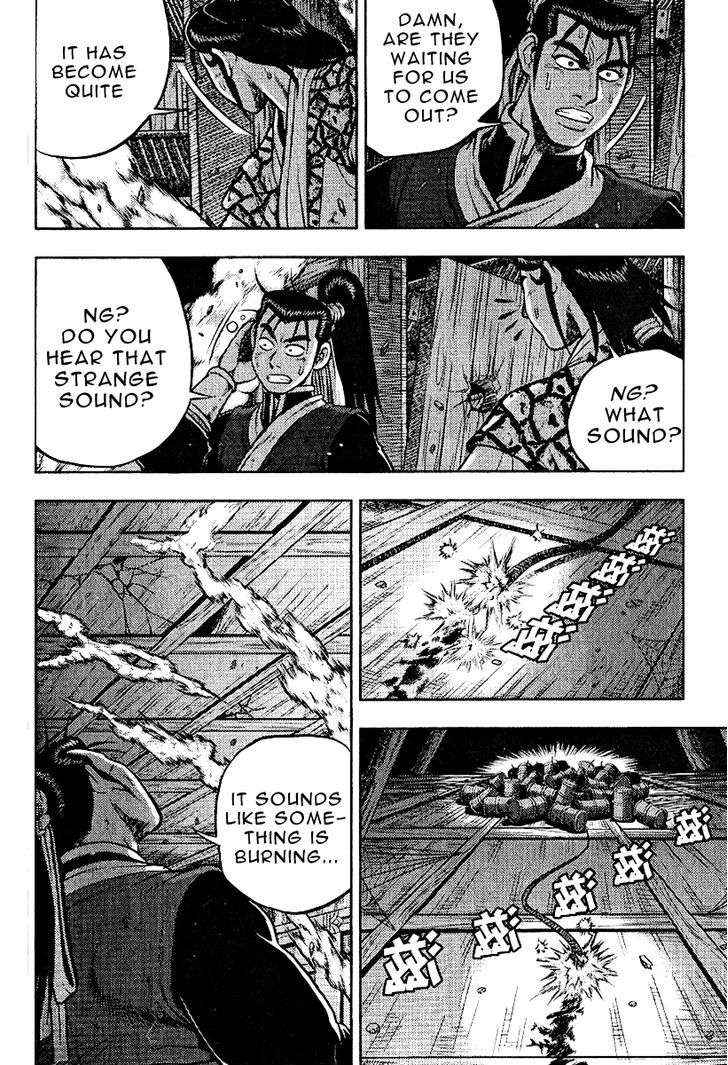 IT HAS
BECOME
QUITE
DAMN,
ARE THEY
WAITING
FOR US
TO COME
OUT?
NG?
DO YOU
HEAR THAT
STRANGE
SOUND?
NG?
WHAT
SOUND?
IT SOUNDS
LIKE SOME-
THING IS
BURNING...